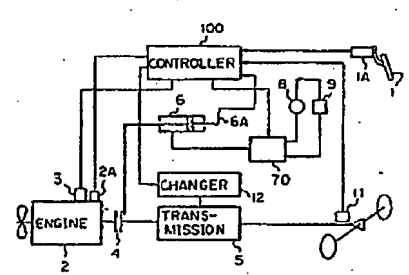 100
CONTROLLER
1A
1
8
9
6
6A
3
2A
70
CHANGER
12
11
ENGINE
TRANS-
MISSION
2
4
5